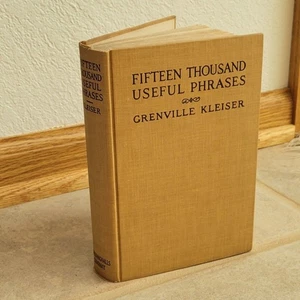 FIFTEEN
THOUSAND
USEFUL
PHRASES
KLEISER
FIFTEEN THOUSAND
USEFUL PHRASES
GRENVILLE KLEISER